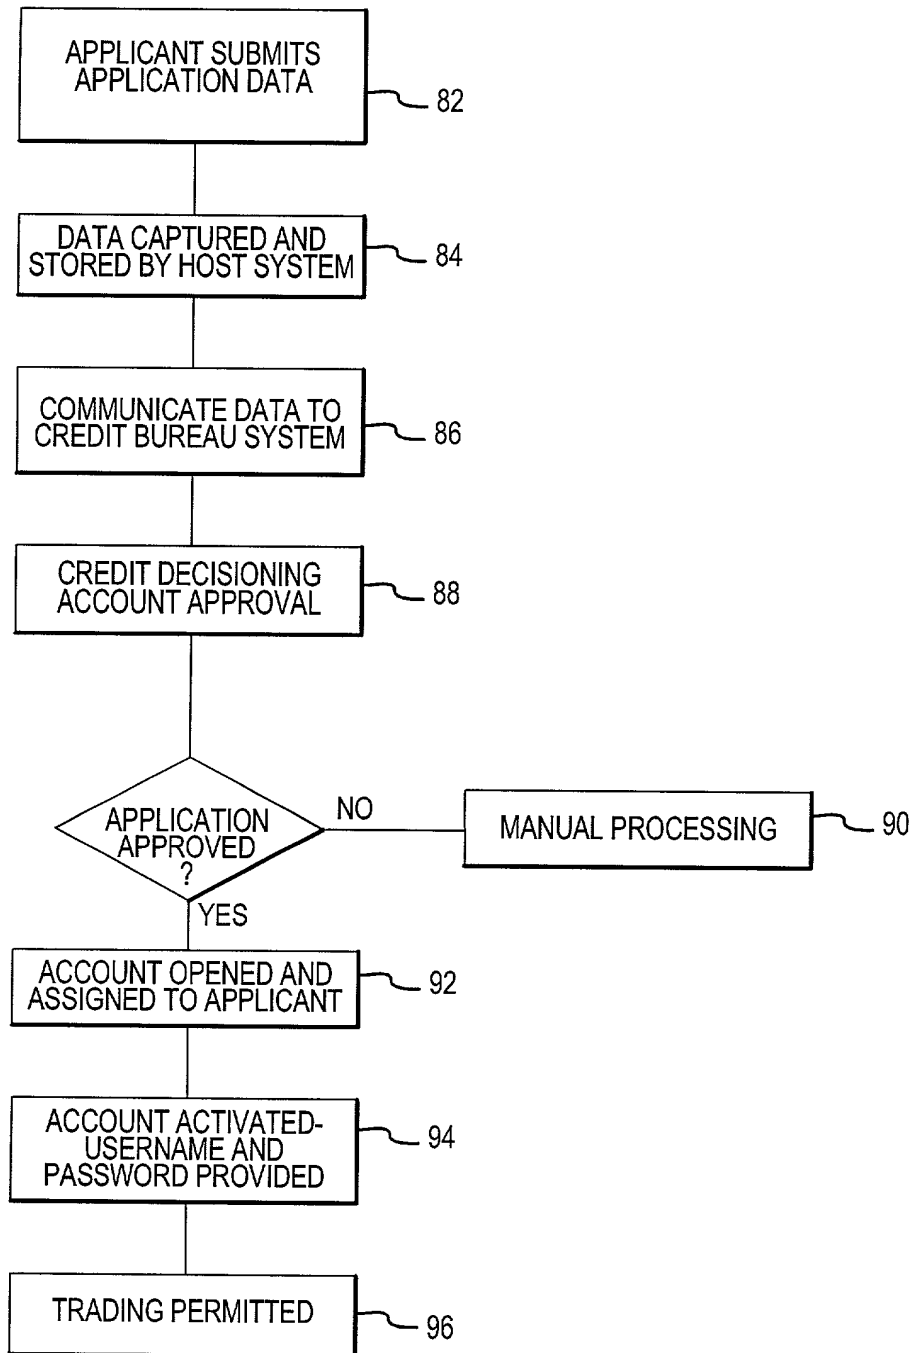 APPLICANT SUBMITS
APPLICATION DATA
82
DATA CAPTURED AND
STORED BY HOST SYSTEM
84
COMMUNICATE DATA TO
CREDIT BUREAU SYSTEM
86
CREDIT DECISIONING
ACCOUNT APPROVAL
88
APPLICATION
APPROVED
?
NO
MANUAL PROCESSING
90
YES
ACCOUNT OPENED AND
ASSIGNED TO APPLICANT
92
ACCOUNT ACTIVATED-
USERNAME AND
PASSWORD PROVIDED
94
TRADING PERMITTED
96